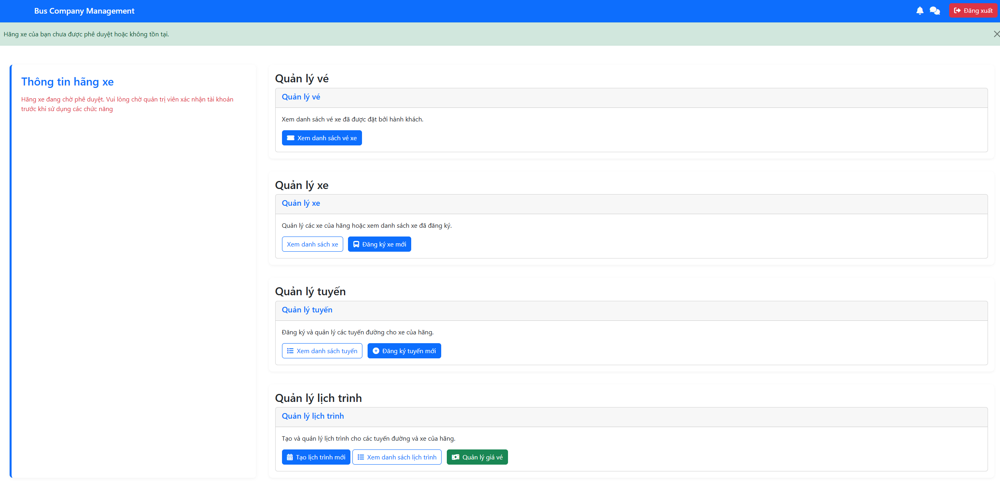 Bus Company Management
Đăng xuất
Hãng xe của bạn chưa được phê duyệt hoặc không tồn tại.
Thông tin hãng xe
Hãng xe đang chờ phê duyệt. Vui lòng chờ quản trị viên xác nhận tài khoản
trước khi sử dụng các chức năng
Quản lý vé
Quản lý vé
Xem danh sách vé xe đã được đặt bởi hành khách.
Xem danh sách vé xe
Quản lý xe
Quản lý xe
Quản lý các xe của hãng hoặc xem danh sách xe đã đăng ký.
Xem danh sách xe
Đăng ký xe mới
Quản lý tuyến
Quản lý tuyến
Đăng ký và quản lý các tuyến đường cho xe của hãng.
Xem danh sách tuyến
Đăng ký tuyến mới
Quản lý lịch trình
Quản lý lịch trình
Tạo và quản lý lịch trình cho các tuyến đường và xe của hãng.
Tạo lịch trình mới
Xem danh sách lịch trình
Quản lý giá vé